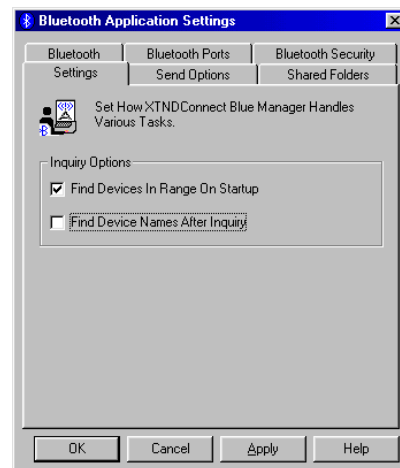 Bluetooth Application Settings
Bluetooth Bluetooth Ports Bluetooth Security
Settings Send Options Shared Folders
Set How XTNDConnect Blue Manager Handles
Various Tasks.
Inquiry Options
Find Devices In Range On Startup
Find Device Names After Inquiry
OK Cancel Apply Help